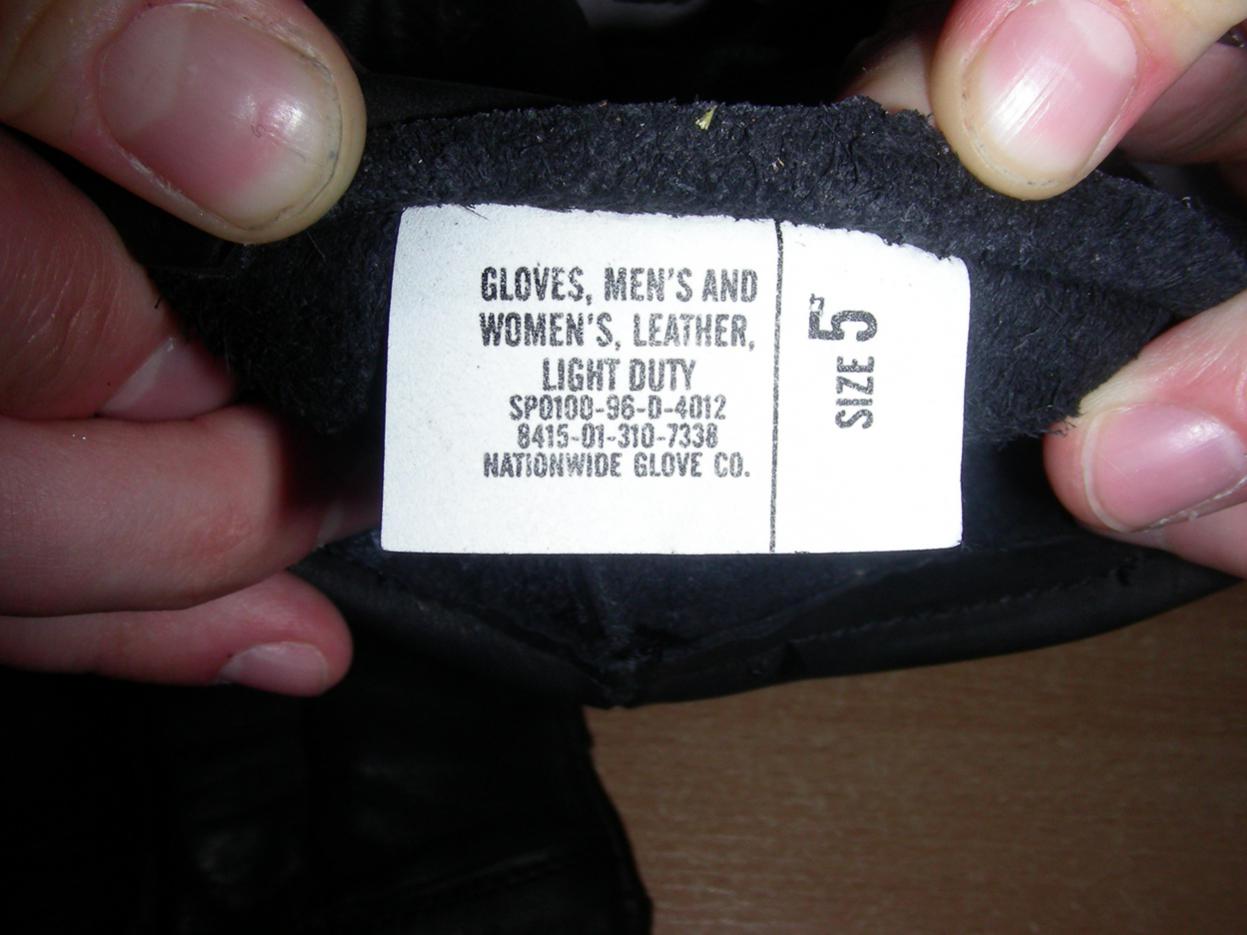 GLOVES, MEN'S AND
WOMEN'S, LEATHER,
LIGHT DUTY
SP0100-96-D-4012
8415-01-310-7338
NATIONWIDE GLOVE CO.
SIZE 5